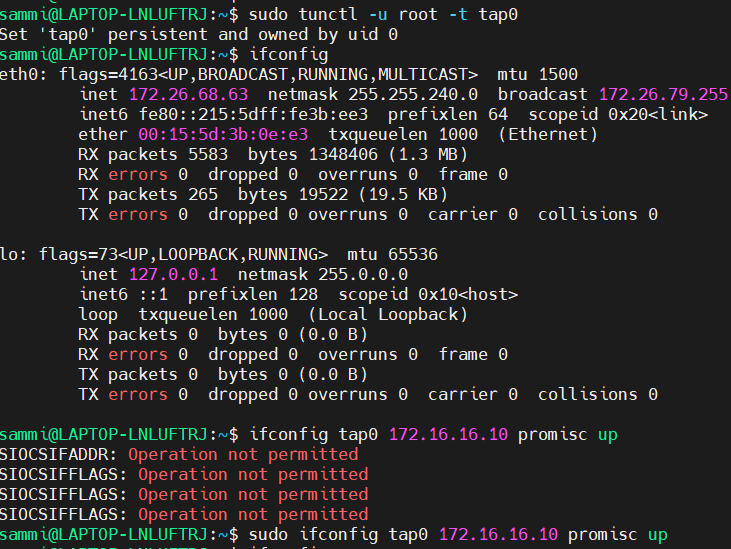 sammi@LAPTOP-LNLUFTRJ:~$ sudo tunctl -u root -t tap0
Set 'tap0' persistent and owned by uid 0
sammi@LAPTOP-LNLUFTRJ:~$ ifconfig
eth0: flags=4163<UP,BROADCAST,RUNNING,MULTICAST>  mtu 1500
        inet 172.26.68.63  netmask 255.255.240.0  broadcast 172.26.79.255
        inet6 fe80::215:5dff:fe3b:ee3  prefixlen 64  scopeid 0x20<link>
        ether 00:15:5d:3b:0e:e3  txqueuelen 1000  (Ethernet)
        RX packets 5583  bytes 1348406 (1.3 MB)
        RX errors 0  dropped 0  overruns 0  frame 0
        TX packets 265  bytes 19522 (19.5 KB)
        TX errors 0  dropped 0 overruns 0  carrier 0  collisions 0

lo: flags=73<UP,LOOPBACK,RUNNING>  mtu 65536
        inet 127.0.0.1  netmask 255.0.0.0
        inet6 ::1  prefixlen 128  scopeid 0x10<host>
        loop  txqueuelen 1000  (Local Loopback)
        RX packets 0  bytes 0 (0.0 B)
        RX errors 0  dropped 0  overruns 0  frame 0
        TX packets 0  bytes 0 (0.0 B)
        TX errors 0  dropped 0 overruns 0  carrier 0  collisions 0

sammi@LAPTOP-LNLUFTRJ:~$ ifconfig tap0 172.16.16.10 promisc up
SIOCSIFADDR: Operation not permitted
SIOCSIFFLAGS: Operation not permitted
SIOCSIFFLAGS: Operation not permitted
SIOCSIFFLAGS: Operation not permitted
sammi@LAPTOP-LNLUFTRJ:~$ sudo ifconfig tap0 172.16.16.10 promisc up